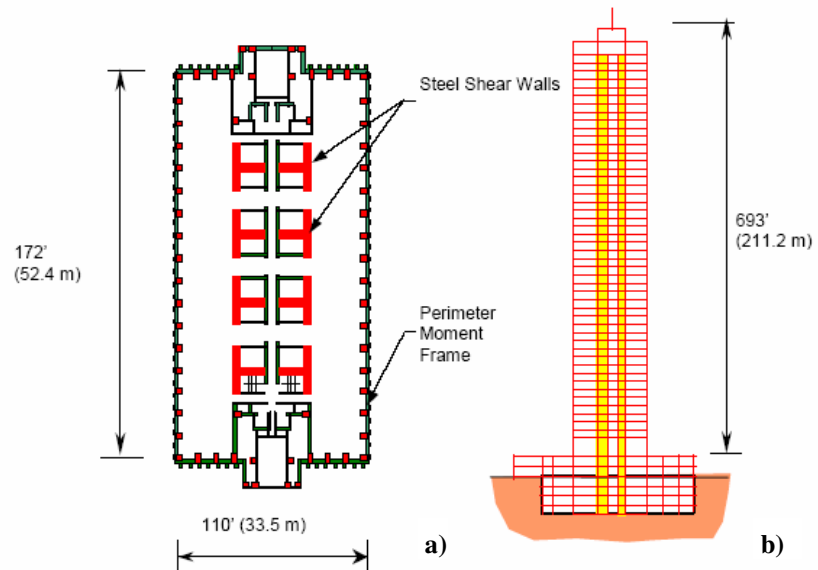 Steel Shear Walls
172'
(52.4 m)
Perimeter
Moment
Frame
110' (33.5 m)
a)
693'
(211.2 m)
b)